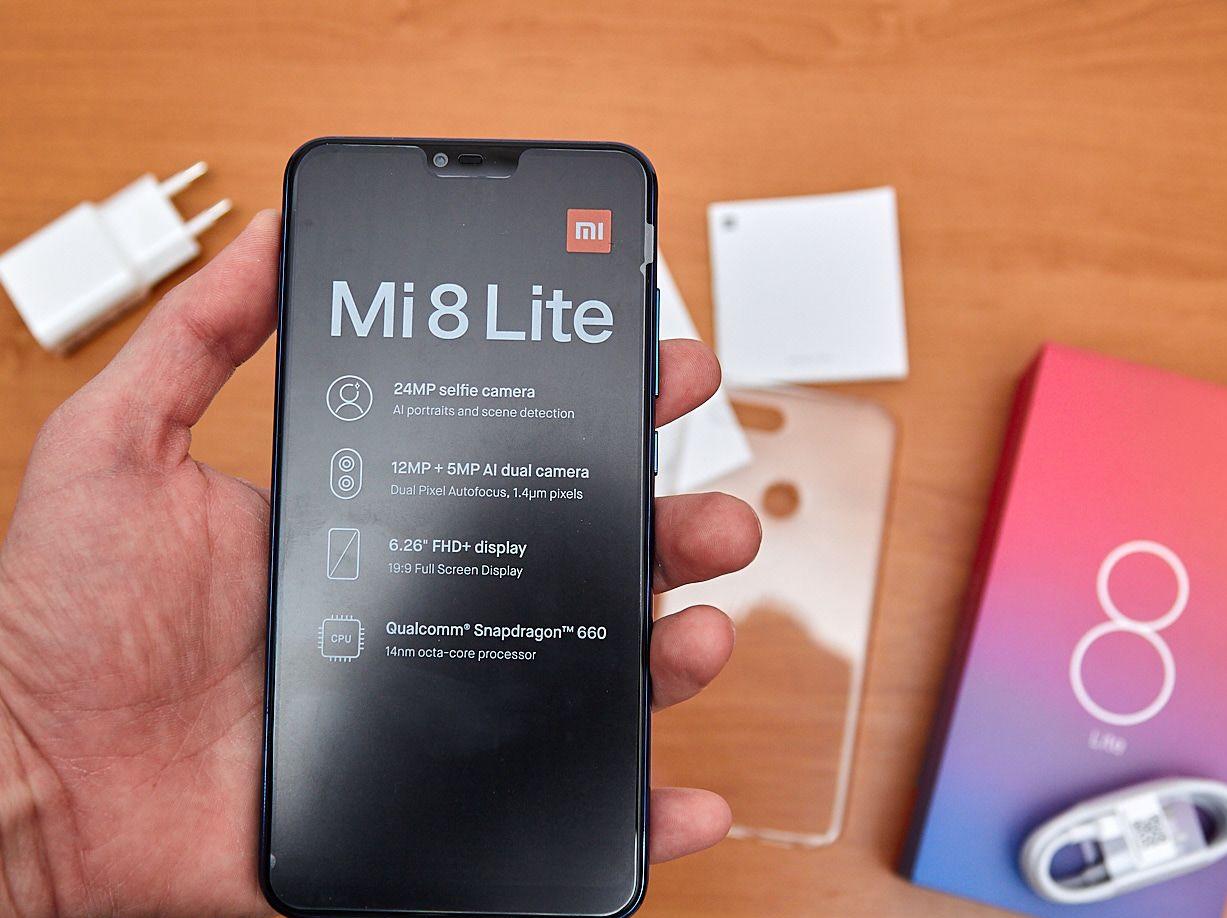 mi
Mi 8 Lite
24MP selfie camera
AI portraits and scene detection
12MP + 5MP AI dual camera
Dual Pixel Autofocus, 1.4μm pixels
6.26" FHD+ display
19:9 Full Screen Display
CPU
Qualcomm® Snapdragon™ 660
14nm octa-core processor
8
Lite